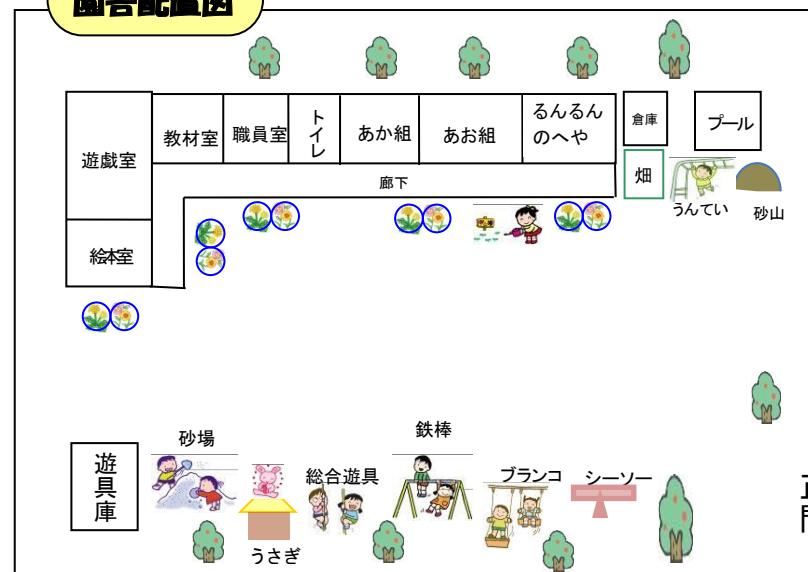 園舎配置図
遊戯室
教材室
職員室
トイレ
あか組
あお組
るんるん
のへや
倉庫
プール
廊下
畑
うんてい
砂山
絵本室
砂場
鉄棒
遊具庫
総合遊具
ブランコ
シーソー
うさぎ
正門